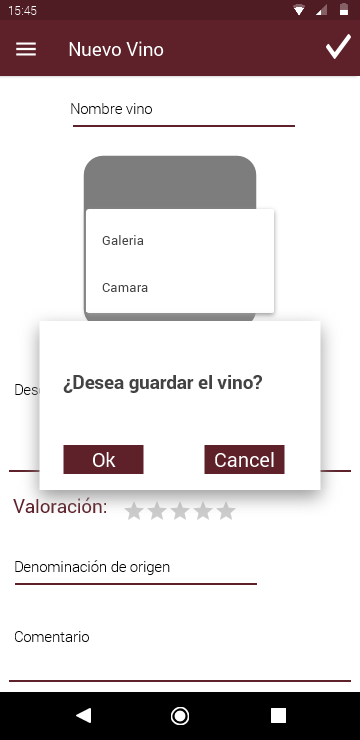 15:45
Nuevo Vino
Nombre vino
Galeria
Camara
¿Desea guardar el vino?
Ok
Cancel
Valoración:
Denominación de origen
Comentario